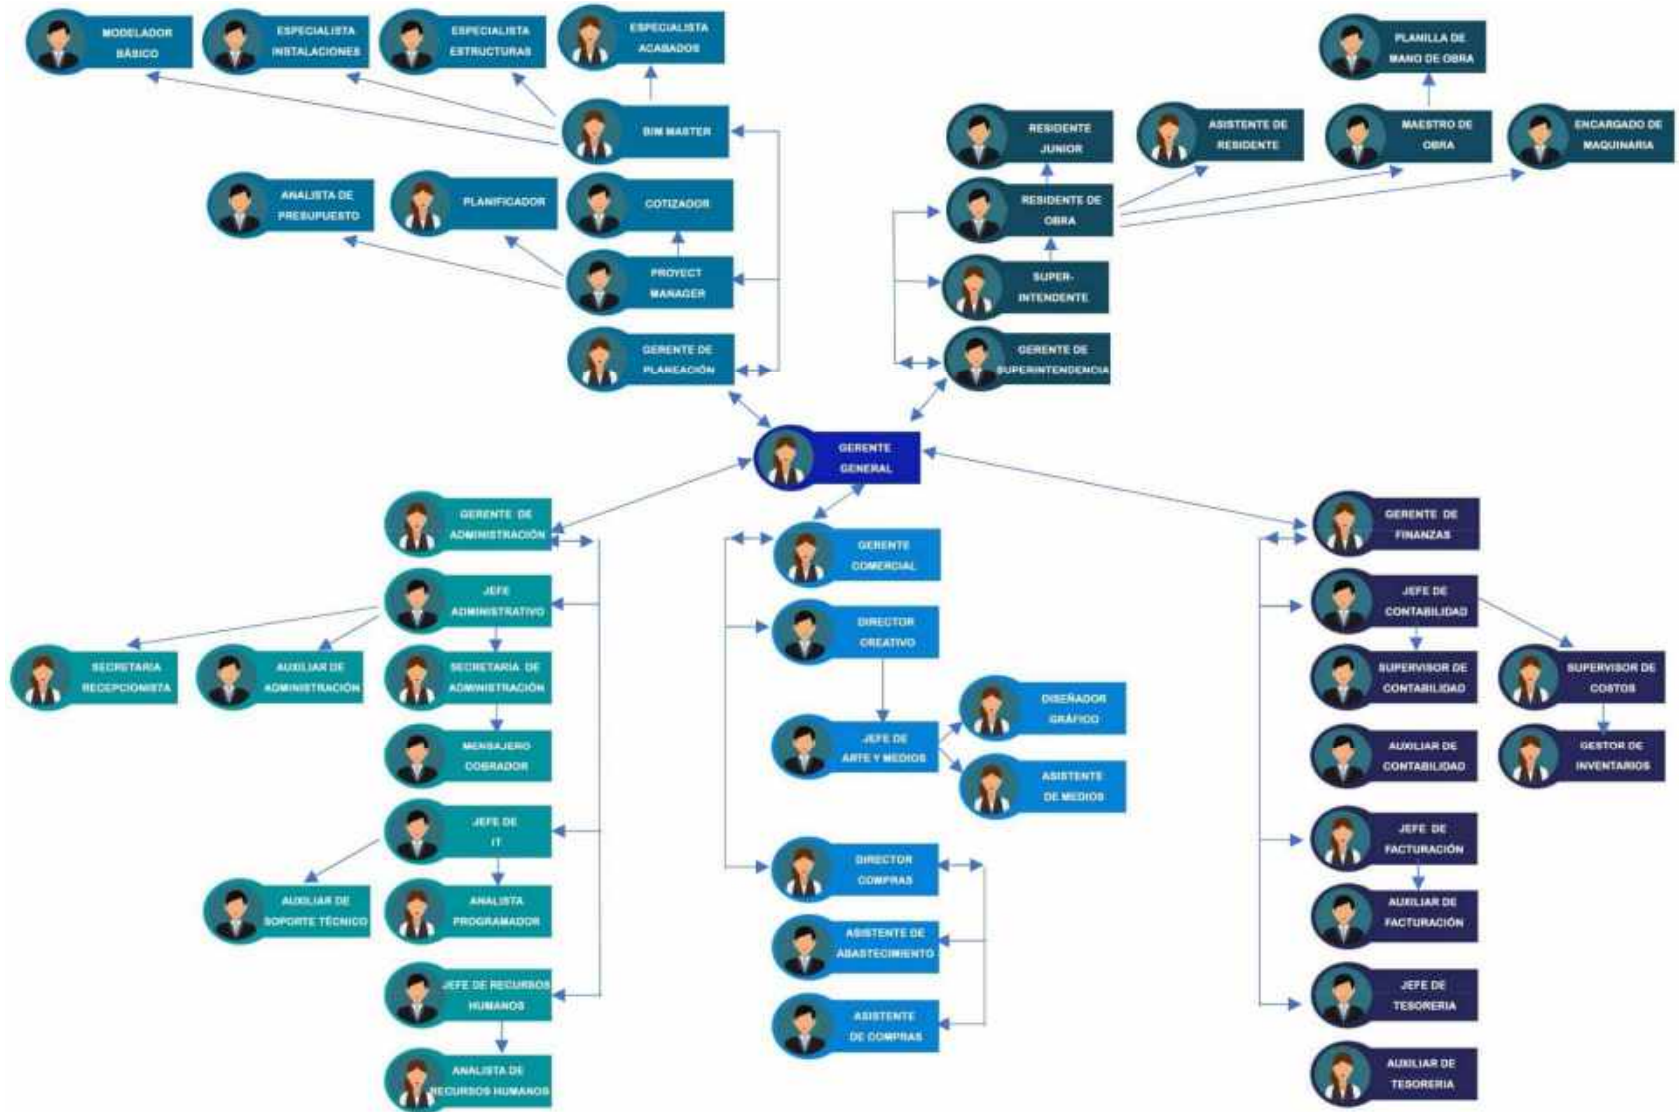 MODELADOR
BÁSICO
ESPECIALISTA
INSTALACIONES
ESPECIALISTA
ESTRUCTURAS
ESPECIALISTA
ACABADOS
BIM MASTER
ANALISTA DE
PRESUPUESTO
PLANIFICADOR
COTIZADOR
PROYECT
MANAGER
GERENTE DE
PLANEACIÓN
PLANILLA DE
MANO DE OBRA
RESIDENTE
JUNIOR
ASISTENTE DE
RESIDENTE
MAESTRO DE
OBRA
ENCARGADO DE
MAQUINARIA
RESIDENTE DE
OBRA
SUPER-
INTENDENTE
GERENTE DE
SUPERINTENDENCIA
GERENTE
GENERAL
GERENTE DE
ADMINISTRACIÓN
JEFE
ADMINISTRATIVO
SECRETARIA
RECEPCIONISTA
AUXILIAR DE
ADMINISTRACIÓN
SECRETARIA DE
ADMINISTRACIÓN
MENSAJERO
COBRADOR
JEFE DE
IT
AUXILIAR DE
SOPORTE TÉCNICO
ANALISTA
PROGRAMADOR
JEFE DE RECURSOS
HUMANOS
ANALISTA DE
RECURSOS HUMANOS
GERENTE
COMERCIAL
DIRECTOR
CREATIVO
JEFE DE
ARTE Y MEDIOS
DISEÑADOR
GRÁFICO
ASISTENTE
DE MEDIOS
DIRECTOR
COMPRAS
ASISTENTE DE
ABASTECIMIENTO
ASISTENTE
DE COMPRAS
GERENTE DE
FINANZAS
JEFE DE
CONTABILIDAD
SUPERVISOR DE
CONTABILIDAD
SUPERVISOR DE
COSTOS
AUXILIAR DE
CONTABILIDAD
GESTOR DE
INVENTARIOS
JEFE DE
FACTURACIÓN
AUXILIAR DE
FACTURACIÓN
JEFE DE
TESORERIA
AUXILIAR DE
TESORERIA